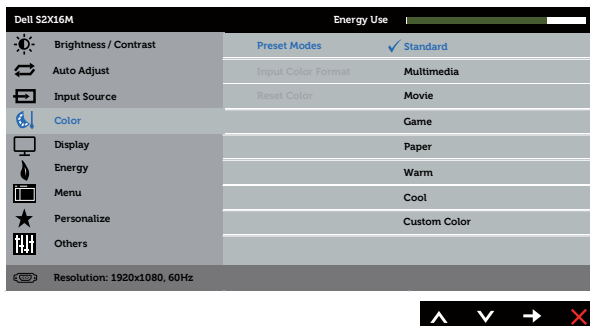 Dell S2X16M Energy Use
Brightness / Contrast Preset Modes Standard
Auto Adjust Input Color Format Multimedia
Input Source Reset Color Movie
Color Game
Display Paper
Energy Warm
Menu Cool
Personalize Custom Color
Others
Resolution: 1920x1080, 60Hz